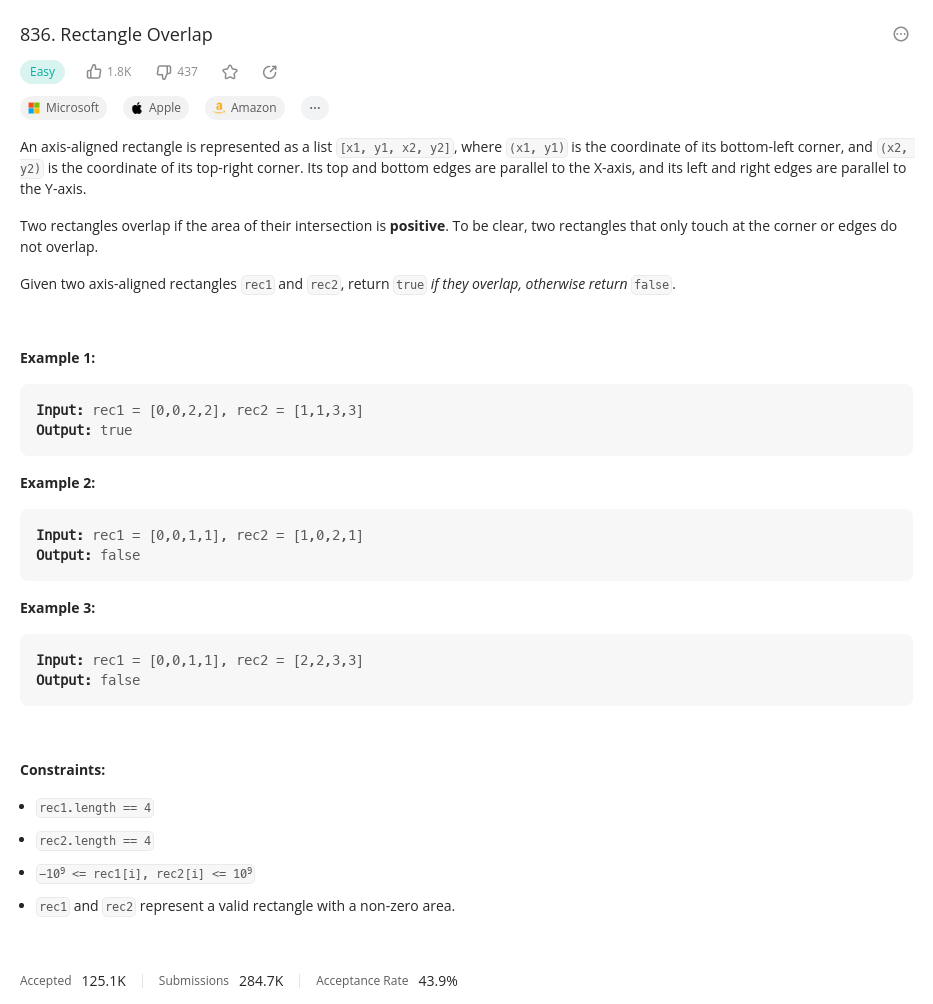 836. Rectangle Overlap
Easy 1.8K 437
Microsoft Apple Amazon ...
An axis-aligned rectangle is represented as a list [x1, y1, x2, y2], where (x1, y1) is the coordinate of its bottom-left corner, and (x2,
y2) is the coordinate of its top-right corner. Its top and bottom edges are parallel to the X-axis, and its left and right edges are parallel to
the Y-axis.
Two rectangles overlap if the area of their intersection is positive. To be clear, two rectangles that only touch at the corner or edges do
not overlap.
Given two axis-aligned rectangles rec1 and rec2, return true if they overlap, otherwise return false.
Example 1:
Input: rec1 = [0,0,2,2], rec2 = [1,1,3,3]
Output: true
Example 2:
Input: rec1 = [0,0,1,1], rec2 = [1,0,2,1]
Output: false
Example 3:
Input: rec1 = [0,0,1,1], rec2 = [2,2,3,3]
Output: false
Constraints:
• rec1.length == 4
• rec2.length == 4
• −10⁹ <= rec1[i], rec2[i] <= 10⁹
• rec1 and rec2 represent a valid rectangle with a non-zero area.
Accepted 125.1K Submissions 284.7K Acceptance Rate 43.9%